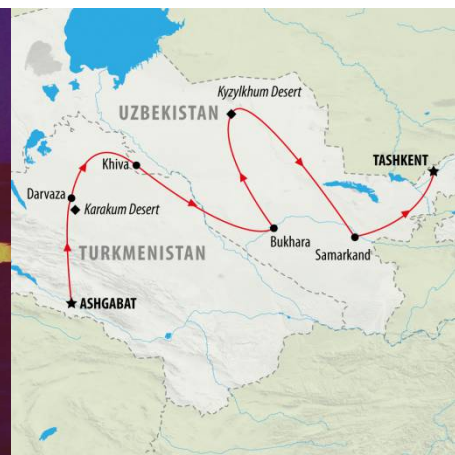 Kyzylkhum Desert
UZBEKISTAN
TASHKENT
Khiva
Darvaza
Karakum Desert
Bukhara
Samarkand
TURKMENISTAN
ASHGABAT